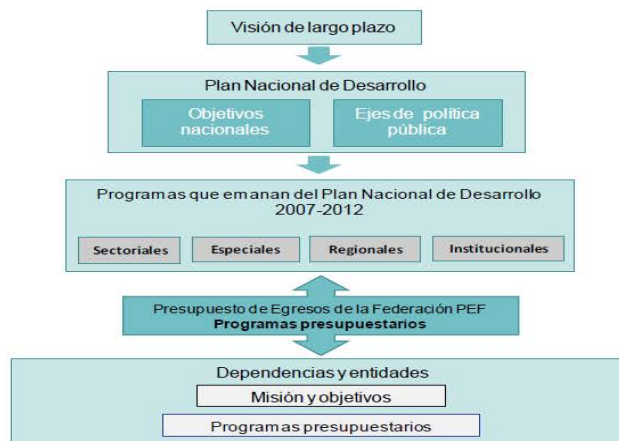 Visión de largo plazo
Plan Nacional de Desarrollo
Objetivos
nacionales
Ejes de política
pública
Programas que emanan del Plan Nacional de Desarrollo
2007-2012
Sectoriales
Especiales
Regionales
Institucionales
Presupuesto de Egresos de la Federación PEF
Programas presupuestarios
Dependencias y entidades
Misión y objetivos
Programas presupuestarios